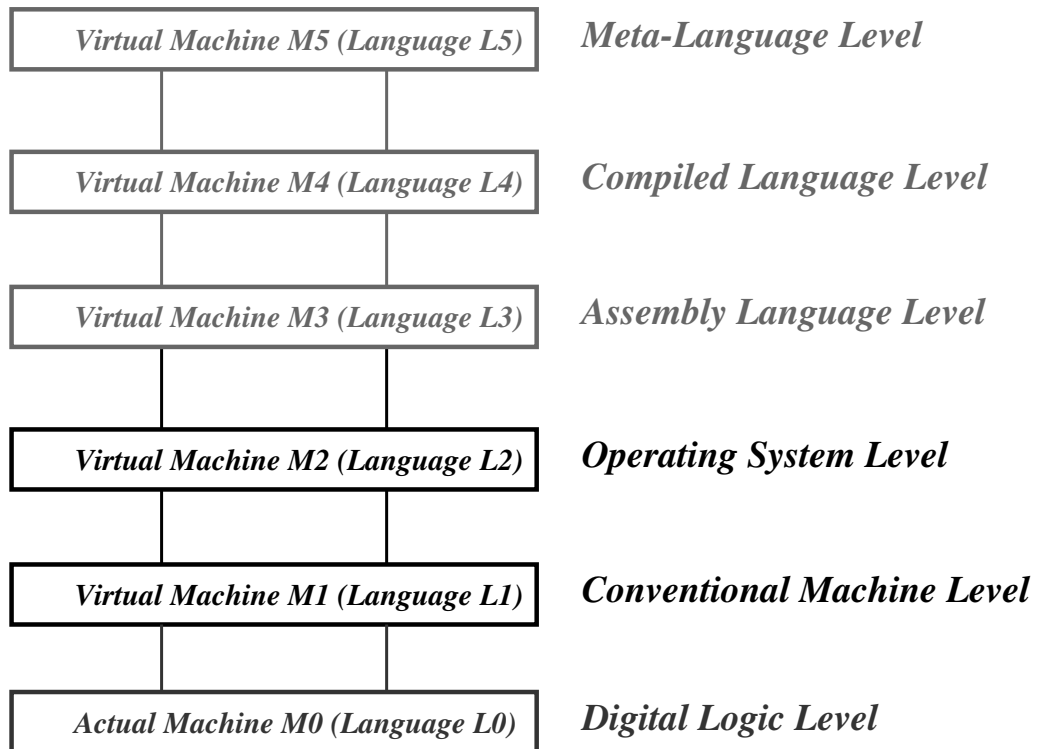 Virtual Machine M5 (Language L5) Meta-Language Level
Virtual Machine M4 (Language L4) Compiled Language Level
Virtual Machine M3 (Language L3) Assembly Language Level
Virtual Machine M2 (Language L2) Operating System Level
Virtual Machine M1 (Language L1) Conventional Machine Level
Actual Machine M0 (Language L0) Digital Logic Level